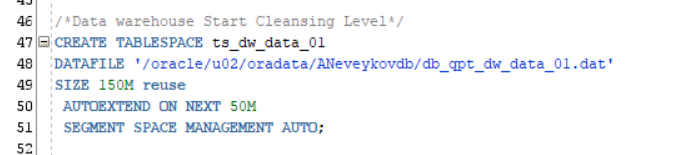 46 /*Data warehouse Start Cleansing Level*/
47 CREATE TABLESPACE ts_dw_data_01
48 DATAFILE '/oracle/u02/oradata/ANeveykovdb/db_qpt_dw_data_01.dat'
49 SIZE 150M reuse
50 AUTOEXTEND ON NEXT 50M
51 SEGMENT SPACE MANAGEMENT AUTO;
52